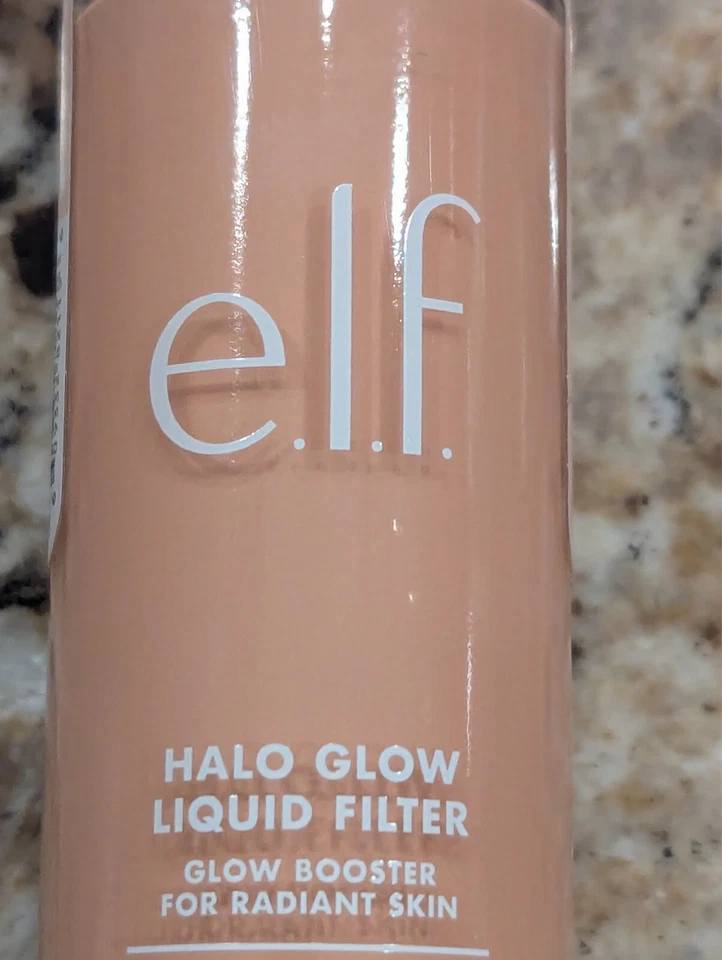 e.l.f.
HALO GLOW
LIQUID FILTER
GLOW BOOSTER
FOR RADIANT SKIN